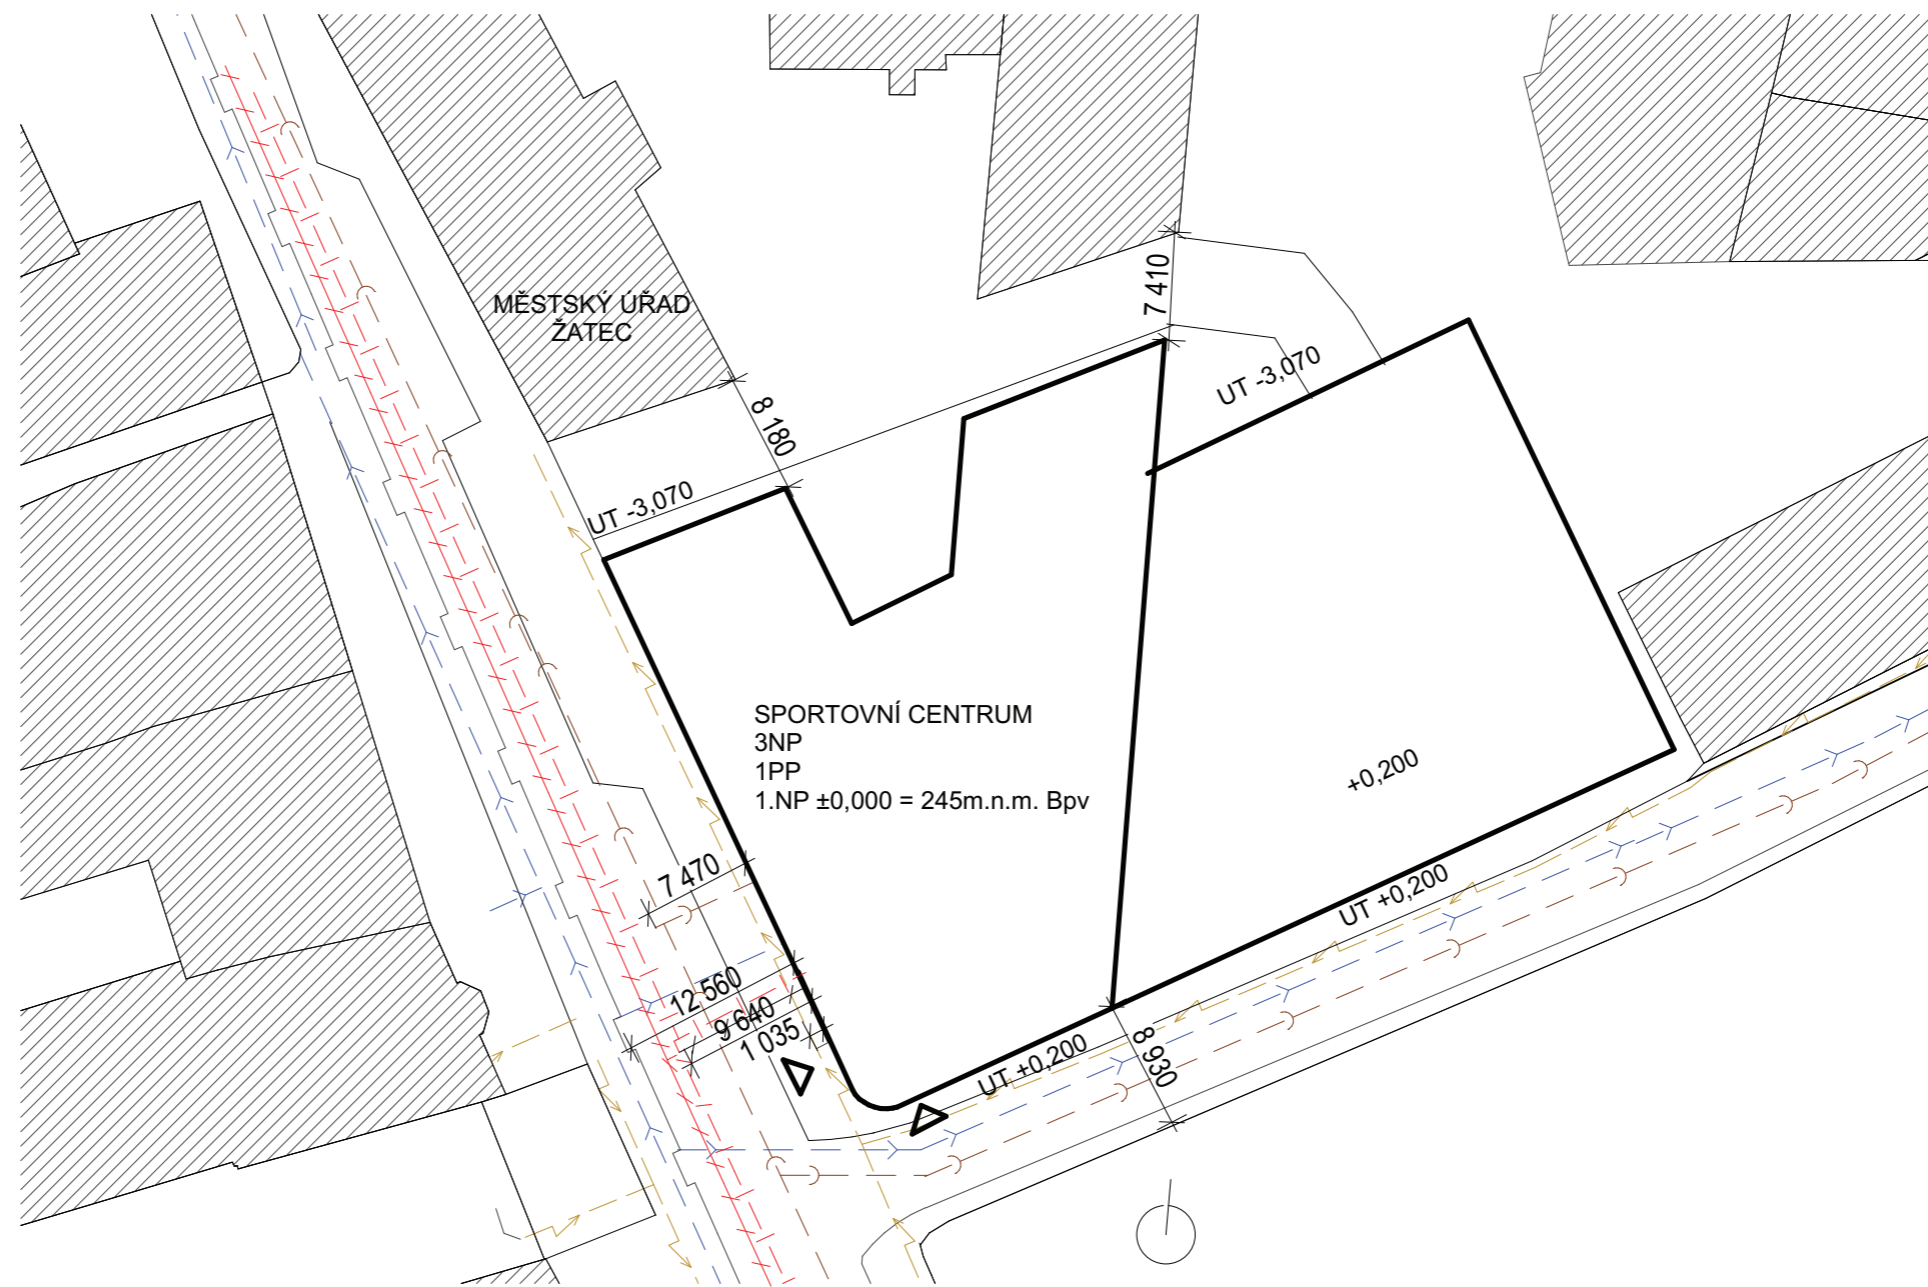 MĚSTSKÝ ÚŘAD
ŽATEC
7 410
8 180
UT -3,070
UT -3,070
SPORTOVNÍ CENTRUM
3NP
1PP
1.NP ±0,000 = 245m.n.m. Bpv
+0,200
7 470
UT +0,200
12 560
9 640
1 035
UT +0,200
8 930